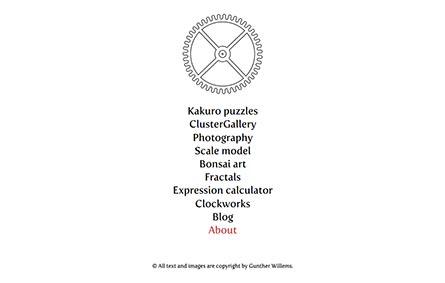 Kakuro puzzles
ClusterGallery
Photography
Scale model
Bonsai art
Fractals
Expression calculator
Clockworks
Blog
About
© All text and images are copyright by Gunther Willems.